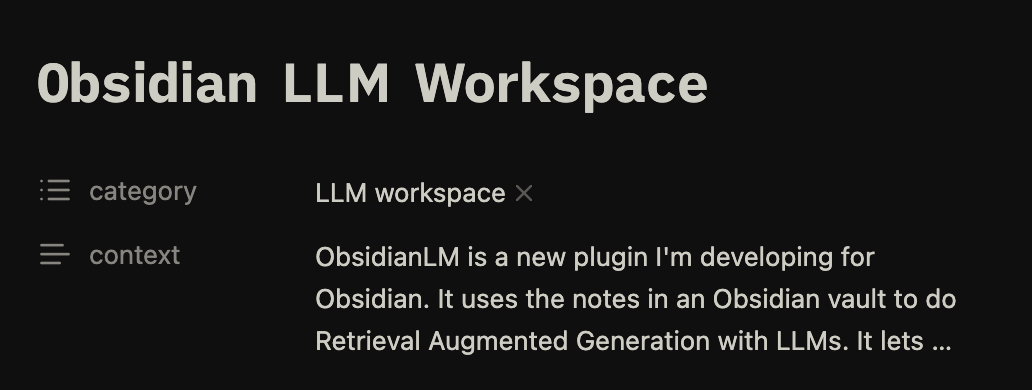 Obsidian LLM Workspace
category
LLM workspace ×
context
ObsidianLM is a new plugin I'm developing for
Obsidian. It uses the notes in an Obsidian vault to do
Retrieval Augmented Generation with LLMs. It lets ...